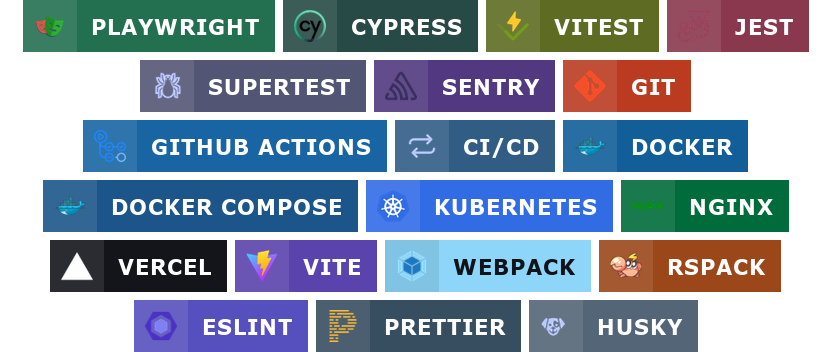 PLAYWRIGHT CYPRESS VITEST JEST
SUPERTEST SENTRY GIT
GITHUB ACTIONS CI/CD DOCKER
DOCKER COMPOSE KUBERNETES NGINX
VERCEL VITE WEBPACK RSPACK
ESLINT PRETTIER HUSKY